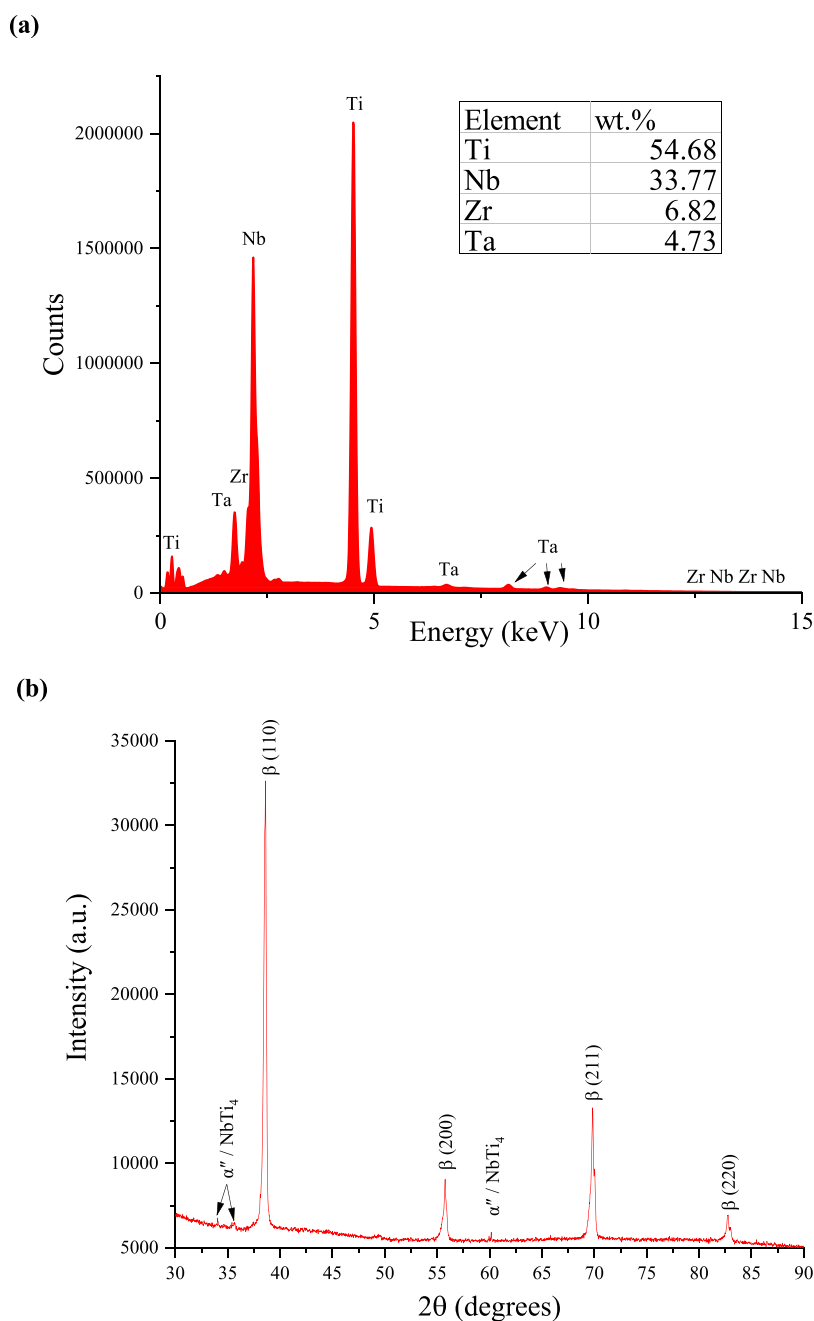 (a)
Counts
2000000
1500000
1000000
500000
0
Ti
Nb
Zr
Ta
Ti
Ti
Ta
Ta
Zr Nb Zr Nb
0 5 10 15
Energy (keV)
Element wt.%
Ti 54.68
Nb 33.77
Zr 6.82
Ta 4.73
(b)
Intensity (a.u.)
35000
30000
25000
20000
15000
10000
5000
α″ / NbTi₄
β (110)
β (200)
α″ / NbTi₄
β (211)
β (220)
30 35 40 45 50 55 60 65 70 75 80 85 90
2θ (degrees)